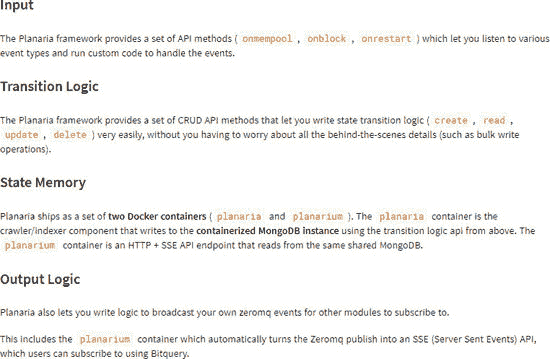 Input
The Planaria framework provides a set of API methods ( onmempool , onblock , onrestart ) which let you listen to various
event types and run custom code to handle the events.
Transition Logic
The Planaria framework provides a set of CRUD API methods that let you write state transition logic ( create , read ,
update , delete ) very easily, without you having to worry about all the behind-the-scenes details (such as bulk write
operations).
State Memory
Planaria ships as a set of two Docker containers ( planaria and planarium ). The planaria container is the
crawler/indexer component that writes to the containerized MongoDB instance using the transition logic api from above. The
planarium container is an HTTP + SSE API endpoint that reads from the same shared MongoDB.
Output Logic
Planaria also lets you write logic to broadcast your own zeromq events for other modules to subscribe to.
This includes the planarium container which automatically turns the Zeromq publish into an SSE (Server Sent Events) API,
which users can subscribe to using Bitquery.